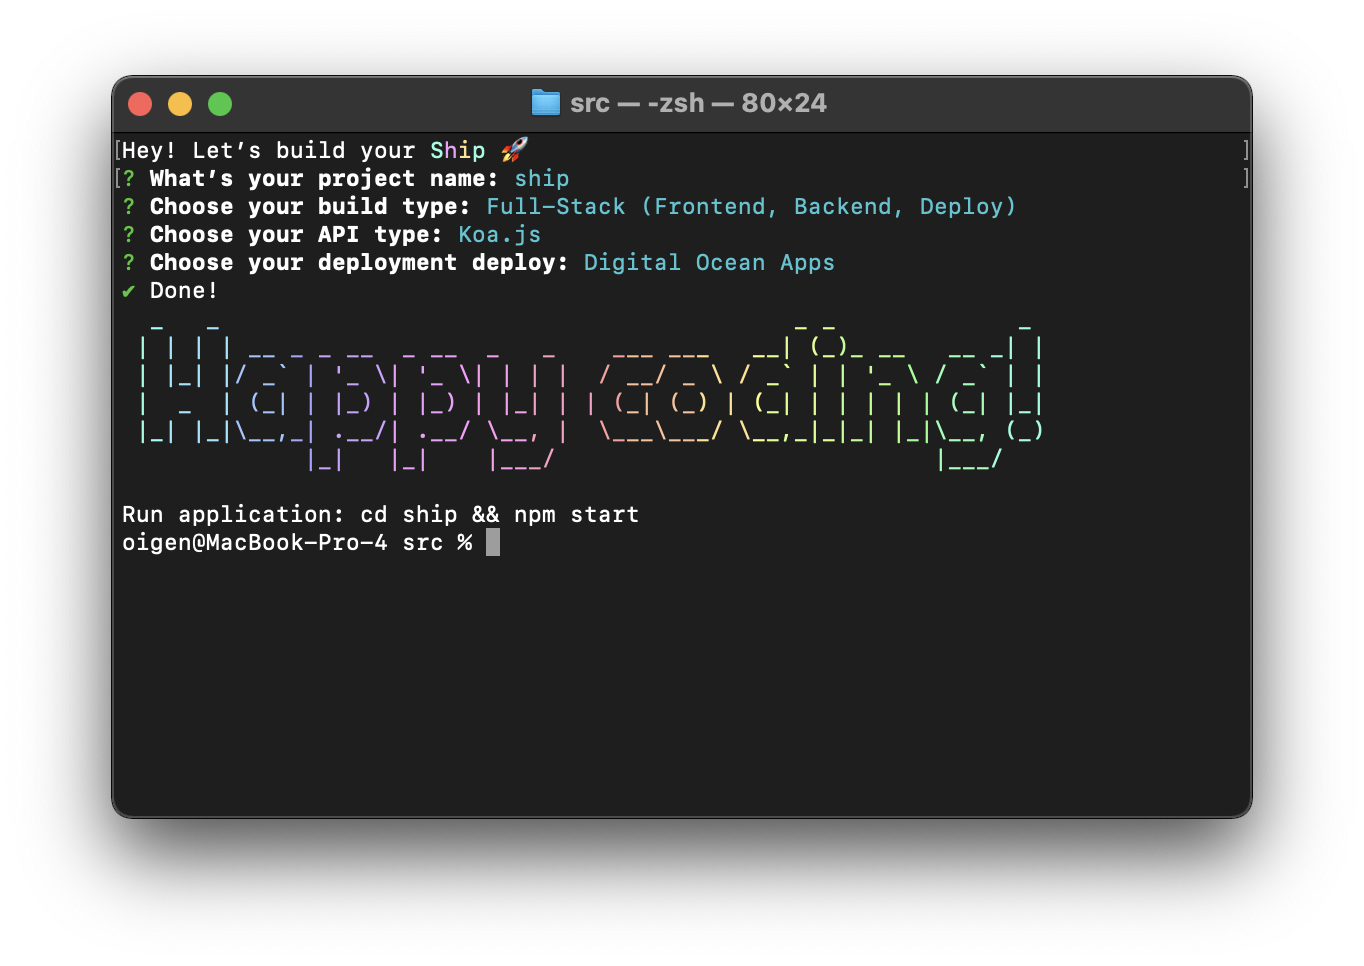 src — -zsh — 80×24
Hey! Let's build your Ship 🚀
? What's your project name: ship
? Choose your build type: Full-Stack (Frontend, Backend, Deploy)
? Choose your API type: Koa.js
? Choose your deployment deploy: Digital Ocean Apps
✔ Done!
Happy coding!
Run application: cd ship && npm start
oigen@MacBook-Pro-4 src %